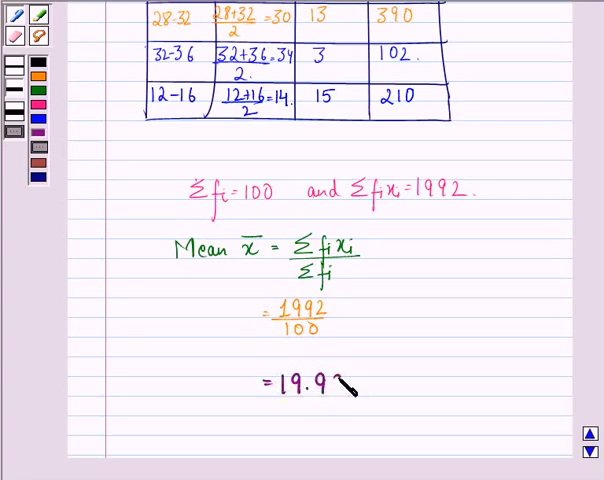 28-32 28+32/2 =30 13 390
32-36 32+36/2. =34 3 102.
12-16 12+16/2 =14. 15 210
Σfi=100 and Σfixi=1992.
Mean x̄ = Σfixi/Σfi
= 1992/100
= 19.9